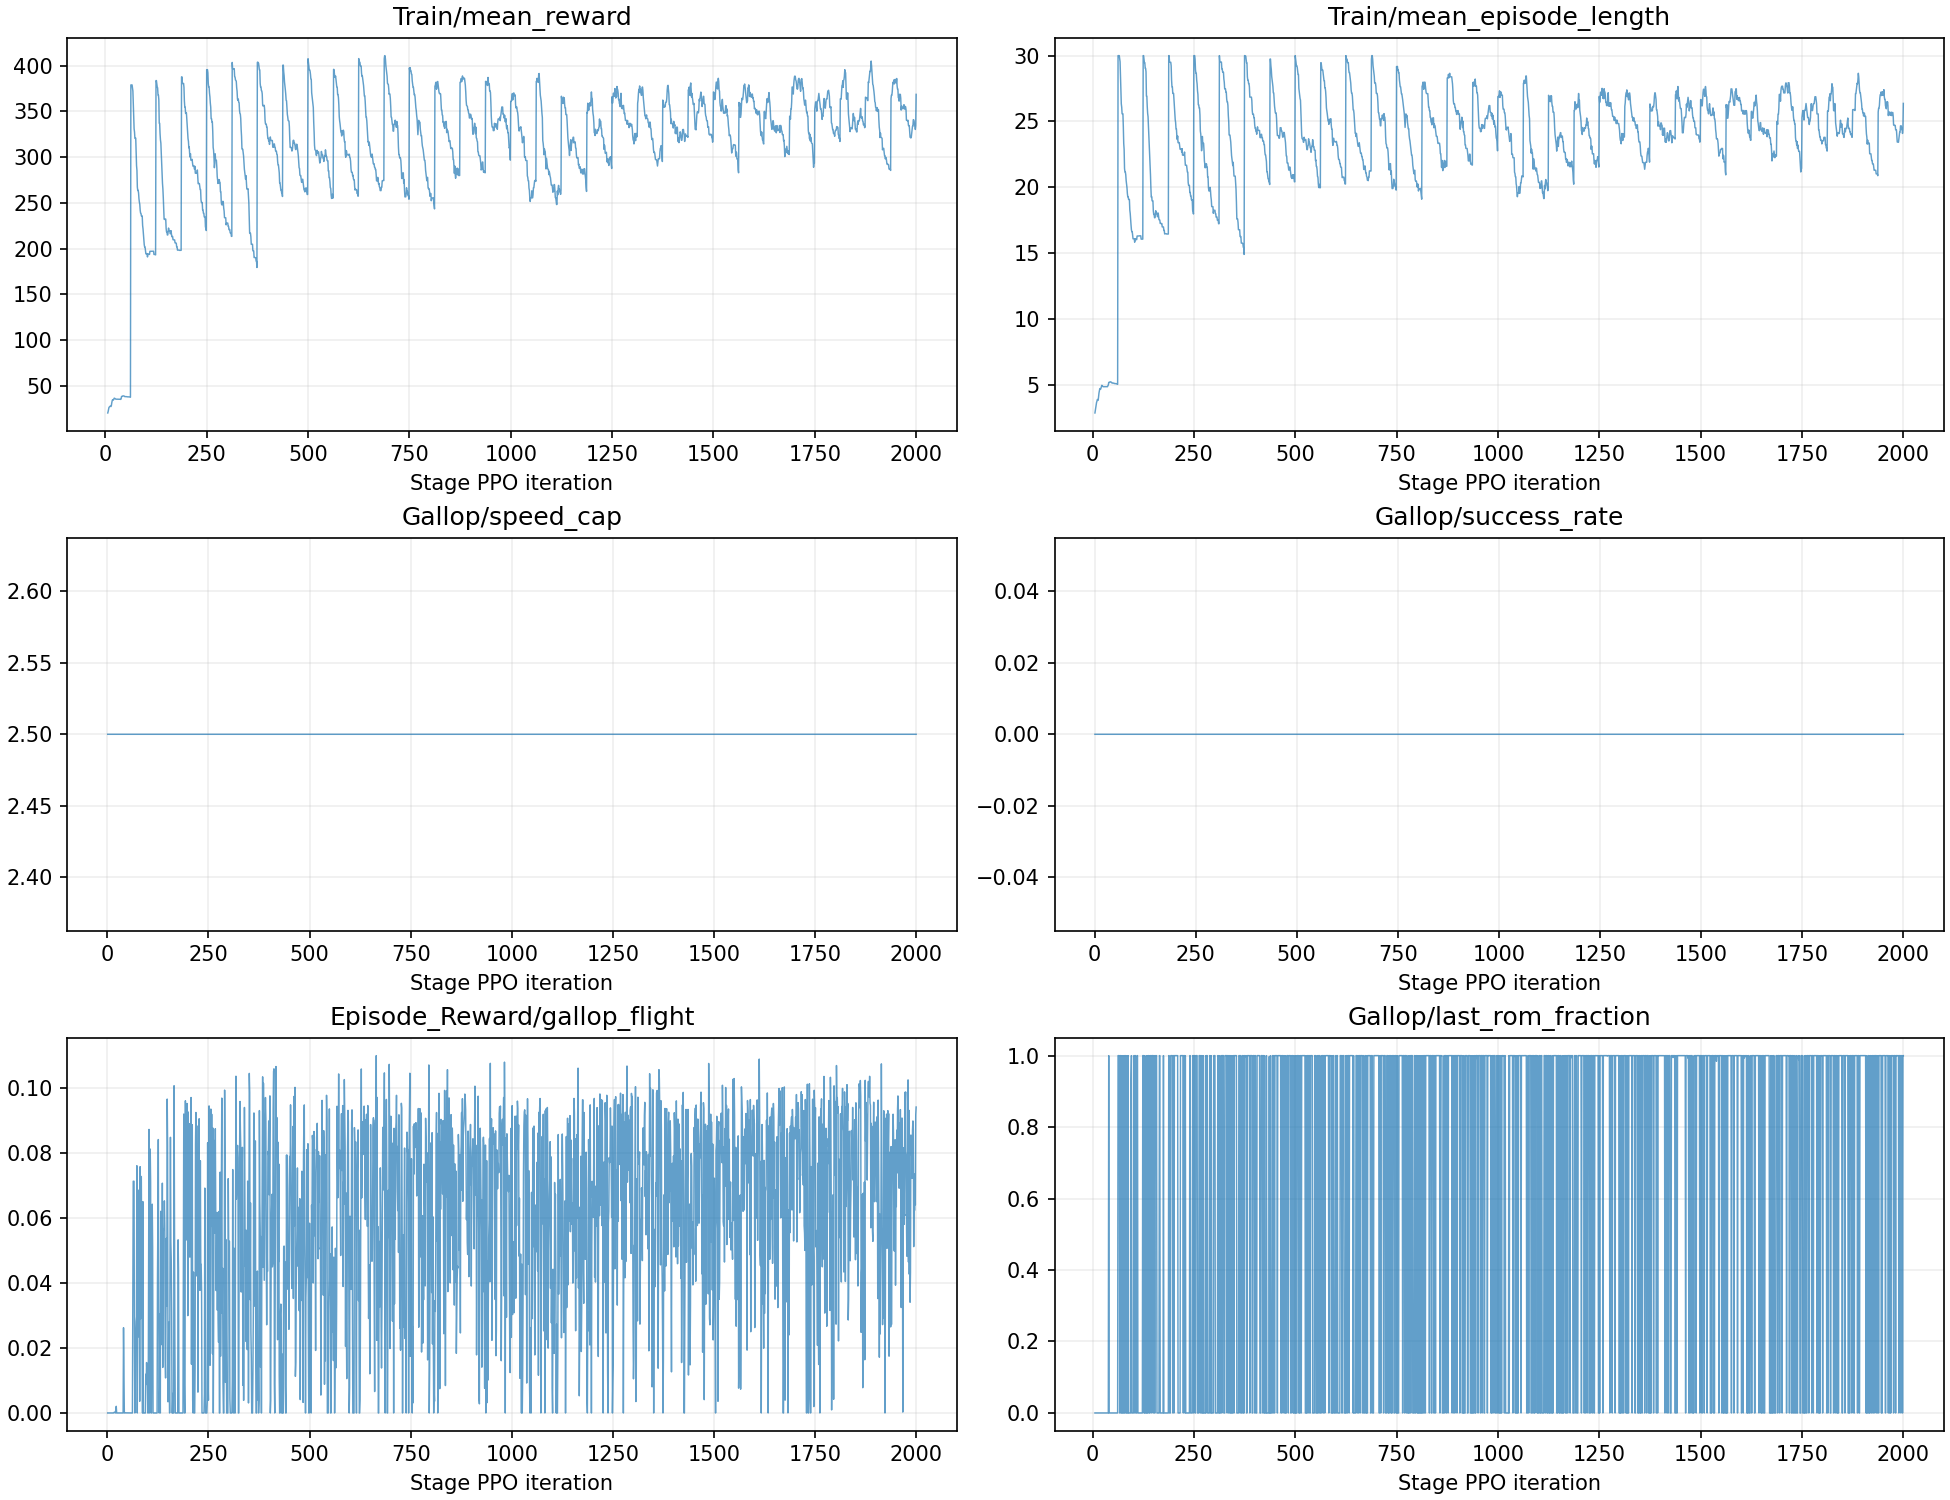 Train/mean_reward
400
350
300
250
200
150
100
50
0 250 500 750 1000 1250 1500 1750 2000
Stage PPO iteration
Train/mean_episode_length
30
25
20
15
10
5
0 250 500 750 1000 1250 1500 1750 2000
Stage PPO iteration
Gallop/speed_cap
2.60
2.55
2.50
2.45
2.40
0 250 500 750 1000 1250 1500 1750 2000
Stage PPO iteration
Gallop/success_rate
0.04
0.02
0.00
−0.02
−0.04
0 250 500 750 1000 1250 1500 1750 2000
Stage PPO iteration
Episode_Reward/gallop_flight
0.10
0.08
0.06
0.04
0.02
0.00
0 250 500 750 1000 1250 1500 1750 2000
Stage PPO iteration
Gallop/last_rom_fraction
1.0
0.8
0.6
0.4
0.2
0.0
0 250 500 750 1000 1250 1500 1750 2000
Stage PPO iteration